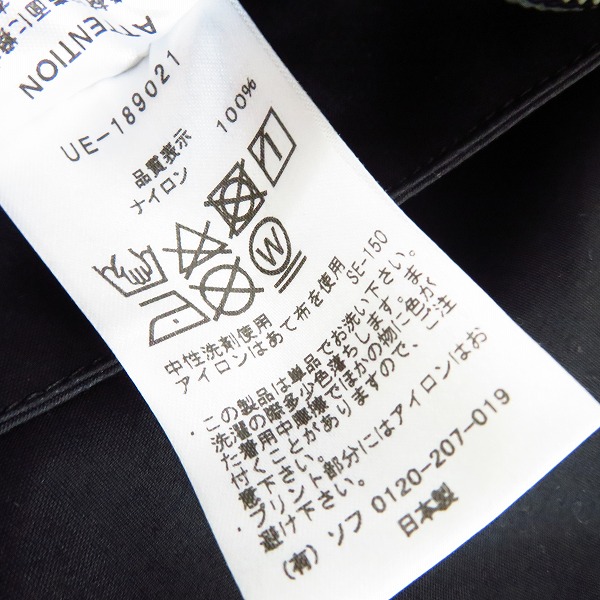 ATTENTION
UE-189021
品質表示
ナイロン 100%
W
中性洗剤使用
アイロンはあて布を使用 SE-150
・この製品は単品でお洗い下さい。
洗濯の際多少色落ちします。また
着用中摩擦でほかの物に色が
付くことがありますので、ご注
意下さい。
・プリント部分にはアイロンはお
避け下さい。
(有) ソフ 0120-207-019
日本製